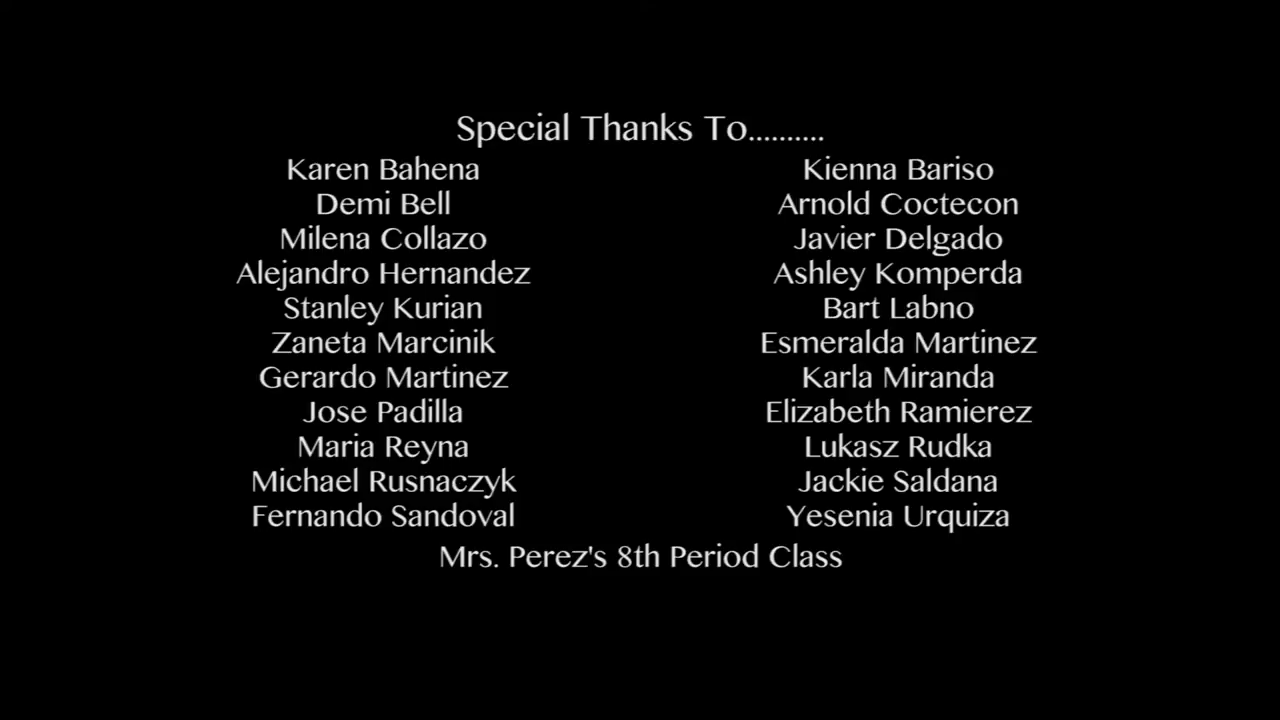 Special Thanks To..........
Karen Bahena
Kienna Bariso
Demi Bell
Arnold Coctecon
Milena Collazo
Javier Delgado
Alejandro Hernandez
Ashley Komperda
Stanley Kurian
Bart Labno
Zaneta Marcinik
Esmeralda Martinez
Gerardo Martinez
Karla Miranda
Jose Padilla
Elizabeth Ramierez
Maria Reyna
Lukasz Rudka
Michael Rusnaczyk
Jackie Saldana
Fernando Sandoval
Yesenia Urquiza
Mrs. Perez's 8th Period Class